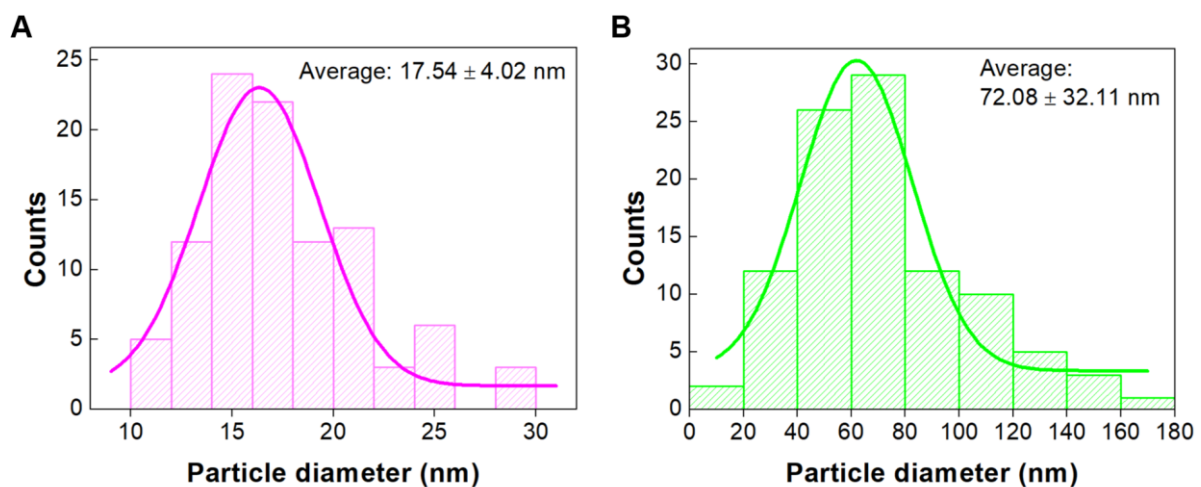 A
Average: 17.54 ± 4.02 nm
25
20
15
10
5
0
Counts
10 15 20 25 30
Particle diameter (nm)
B
Average:
72.08 ± 32.11 nm
30
25
20
15
10
5
0
Counts
0 20 40 60 80 100 120 140 160 180
Particle diameter (nm)